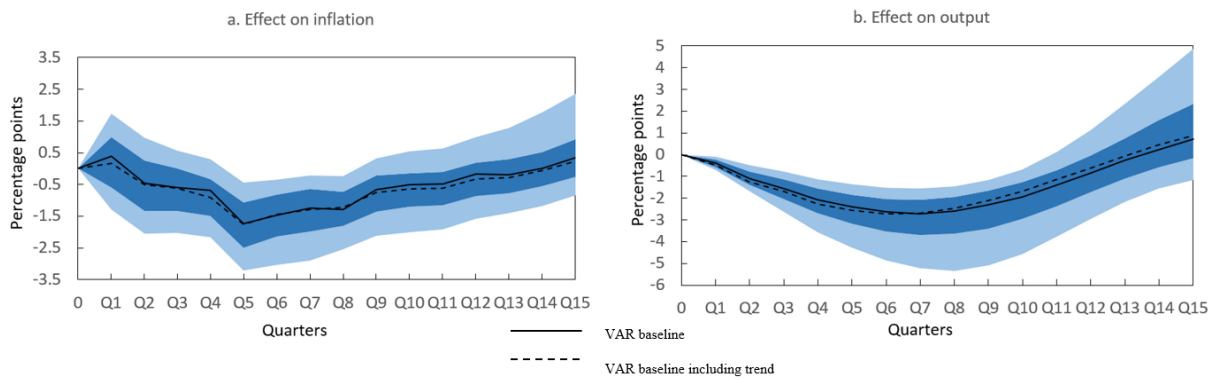 a. Effect on inflation
Percentage points
3.5
2.5
1.5
0.5
-0.5
-1.5
-2.5
-3.5
0 Q1 Q2 Q3 Q4 Q5 Q6 Q7 Q8 Q9 Q10 Q11 Q12 Q13 Q14 Q15
Quarters
b. Effect on output
Percentage points
5
4
3
2
1
0
-1
-2
-3
-4
-5
-6
0 Q1 Q2 Q3 Q4 Q5 Q6 Q7 Q8 Q9 Q10 Q11 Q12 Q13 Q14 Q15
Quarters
VAR baseline
VAR baseline including trend